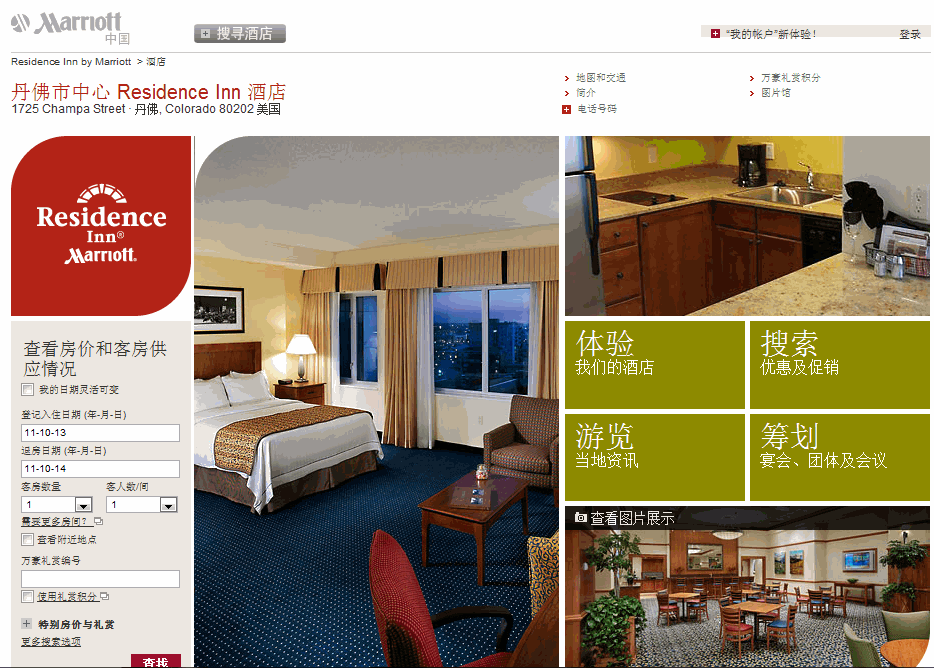 Marriott
中国
搜寻酒店
“我的帐户”新体验!
登录
Residence Inn by Marriott > 酒店
丹佛市中心 Residence Inn 酒店
1725 Champa Street · 丹佛, Colorado 80202 美国
地图和交通
简介
电话号码
万豪礼赏积分
图片馆
Residence
Inn®
Marriott.
查看房价和客房供
应情况
我的日期灵活可变
登记入住日期 (年-月-日)
11-10-13
退房日期 (年-月-日)
11-10-14
客房数量 客人数/间
1 1
需要更多房间?
查看附近地点
万豪礼赏编号
使用礼赏积分
特别房价与礼赏
更多搜索选项
查找
体验
我们的酒店
搜索
优惠及促销
游览
当地资讯
筹划
宴会、团体及会议
查看图片展示